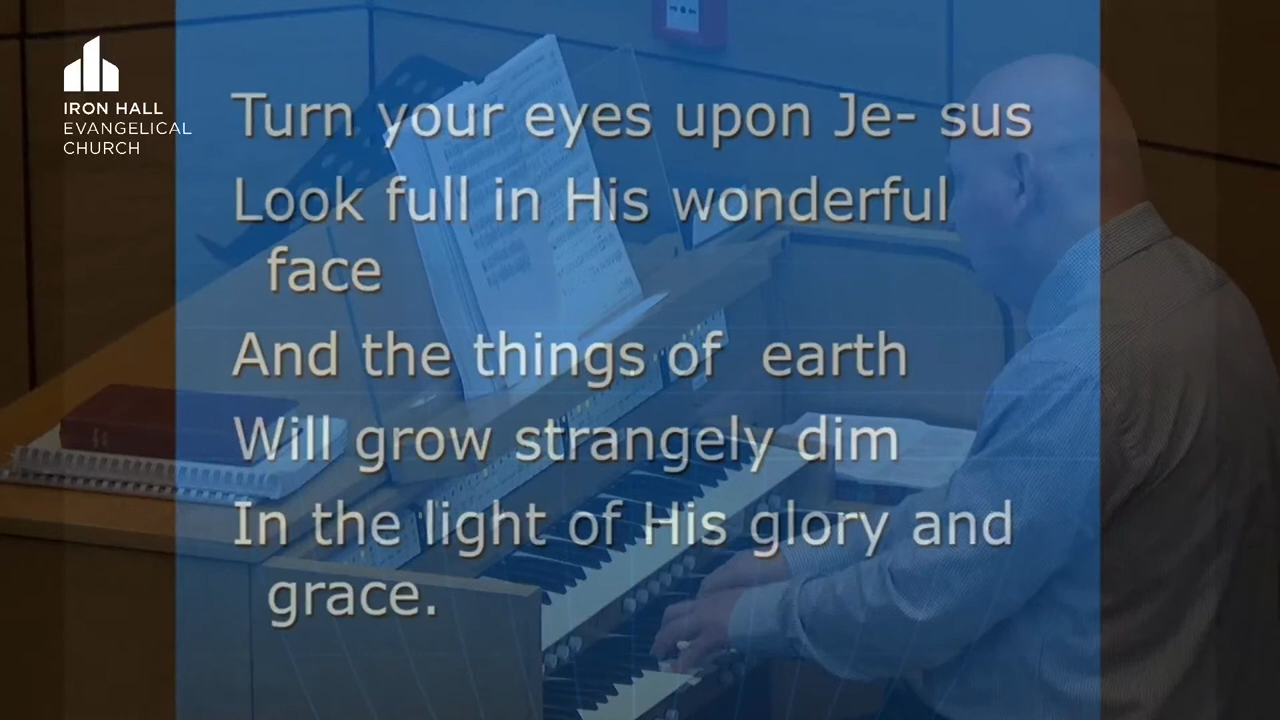 IRON HALL
EVANGELICAL
CHURCH
Turn your eyes upon Je- sus
Look full in His wonderful
face
And the things of earth
Will grow strangely dim
In the light of His glory and
grace.